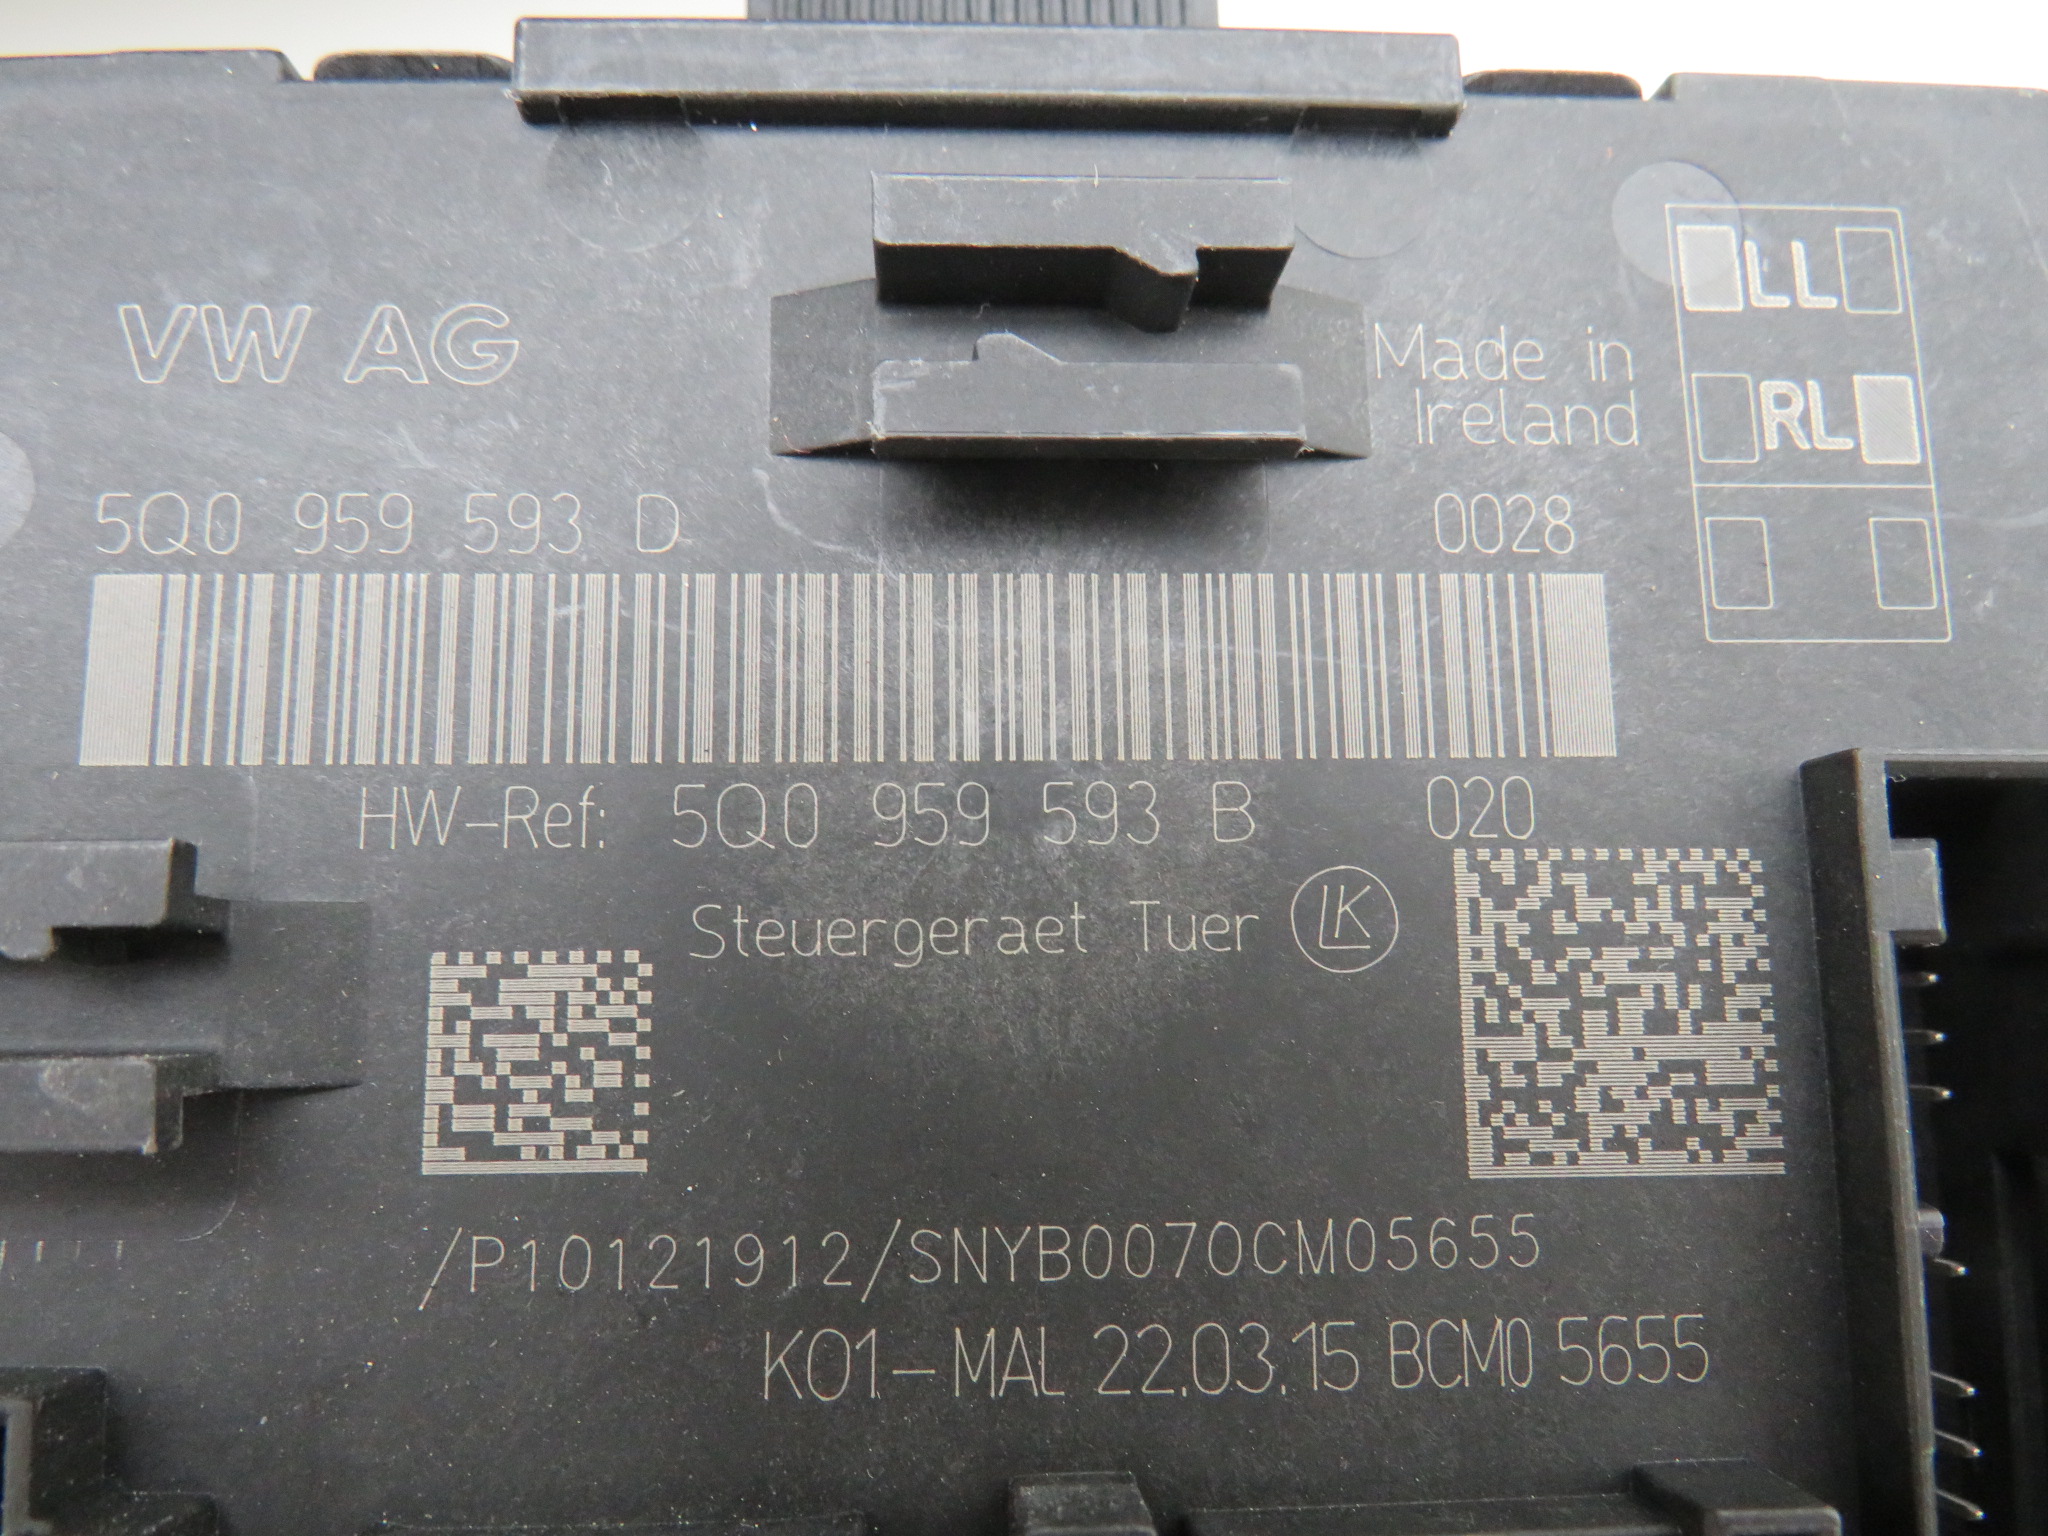 VW AG
Made in
Ireland
LL
RL
5Q0 959 593 D 0028
HW-Ref: 5Q0 959 593 B 020
Steuergeraet Tuer LK
/P10121912/SNYB0070CM05655
K01-MAL 22.03.15 BCM0 5655